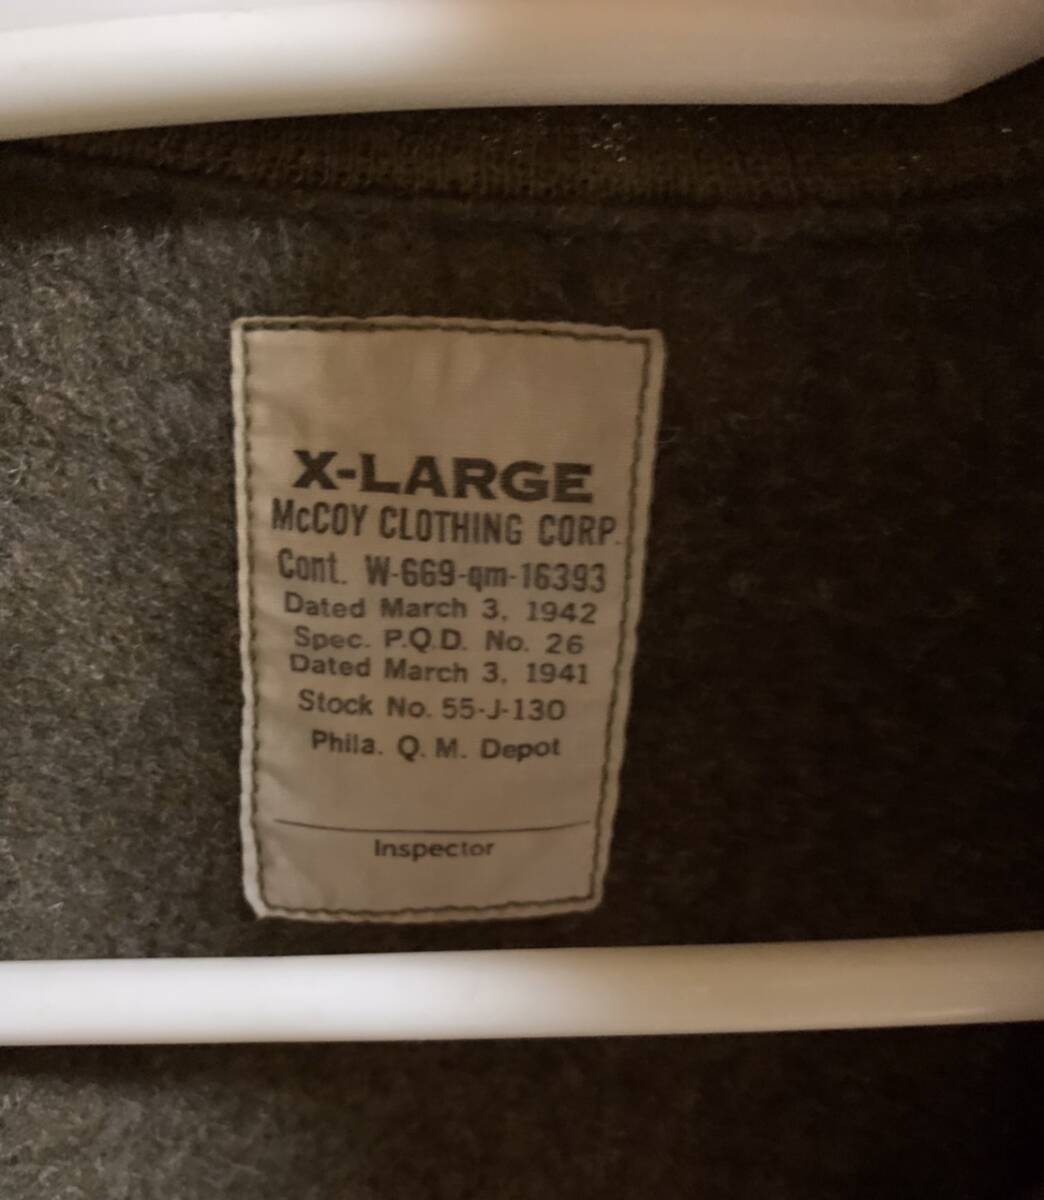 X-LARGE
McCOY CLOTHING CORP.
Cont. W-669-qm-16393
Dated March 3, 1942
Spec. P.Q.D. No. 26
Dated March 3, 1941
Stock No. 55-J-130
Phila. Q. M. Depot
Inspector